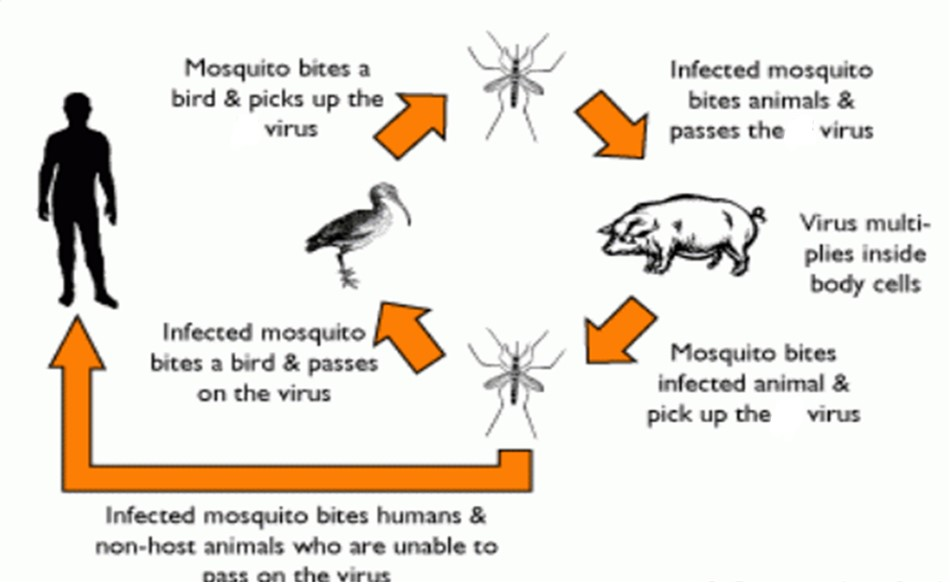 Mosquito bites a
bird & picks up the
virus
Infected mosquito
bites animals &
passes the virus
Virus multi-
plies inside
body cells
Infected mosquito
bites a bird & passes
on the virus
Mosquito bites
infected animal &
pick up the virus
Infected mosquito bites humans &
non-host animals who are unable to
pass on the virus